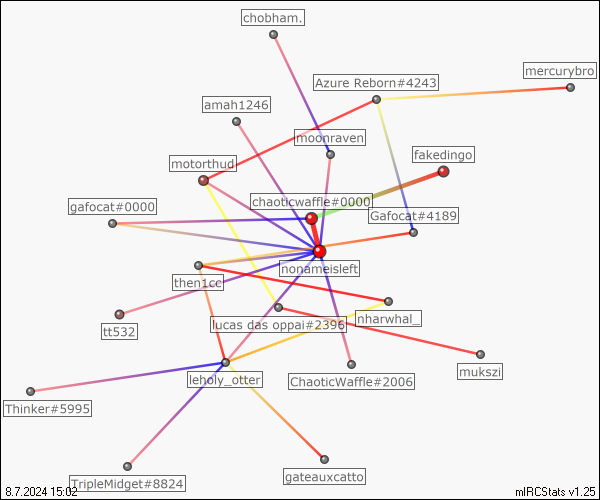 chobham.
Azure Reborn#4243
mercurybro
amah1246
moonraven
motorthud
fakedingo
chaoticwaffle#0000
gafocat#0000
Gafocat#4189
nonameisleft
then1cc
lucas das oppai#2396
nharwhal_
tt532
leholy_otter
ChaoticWaffle#2006
mukszi
Thinker#5995
TripleMidget#8824
gateauxcatto
8.7.2024 15:02
mIRCStats v1.25